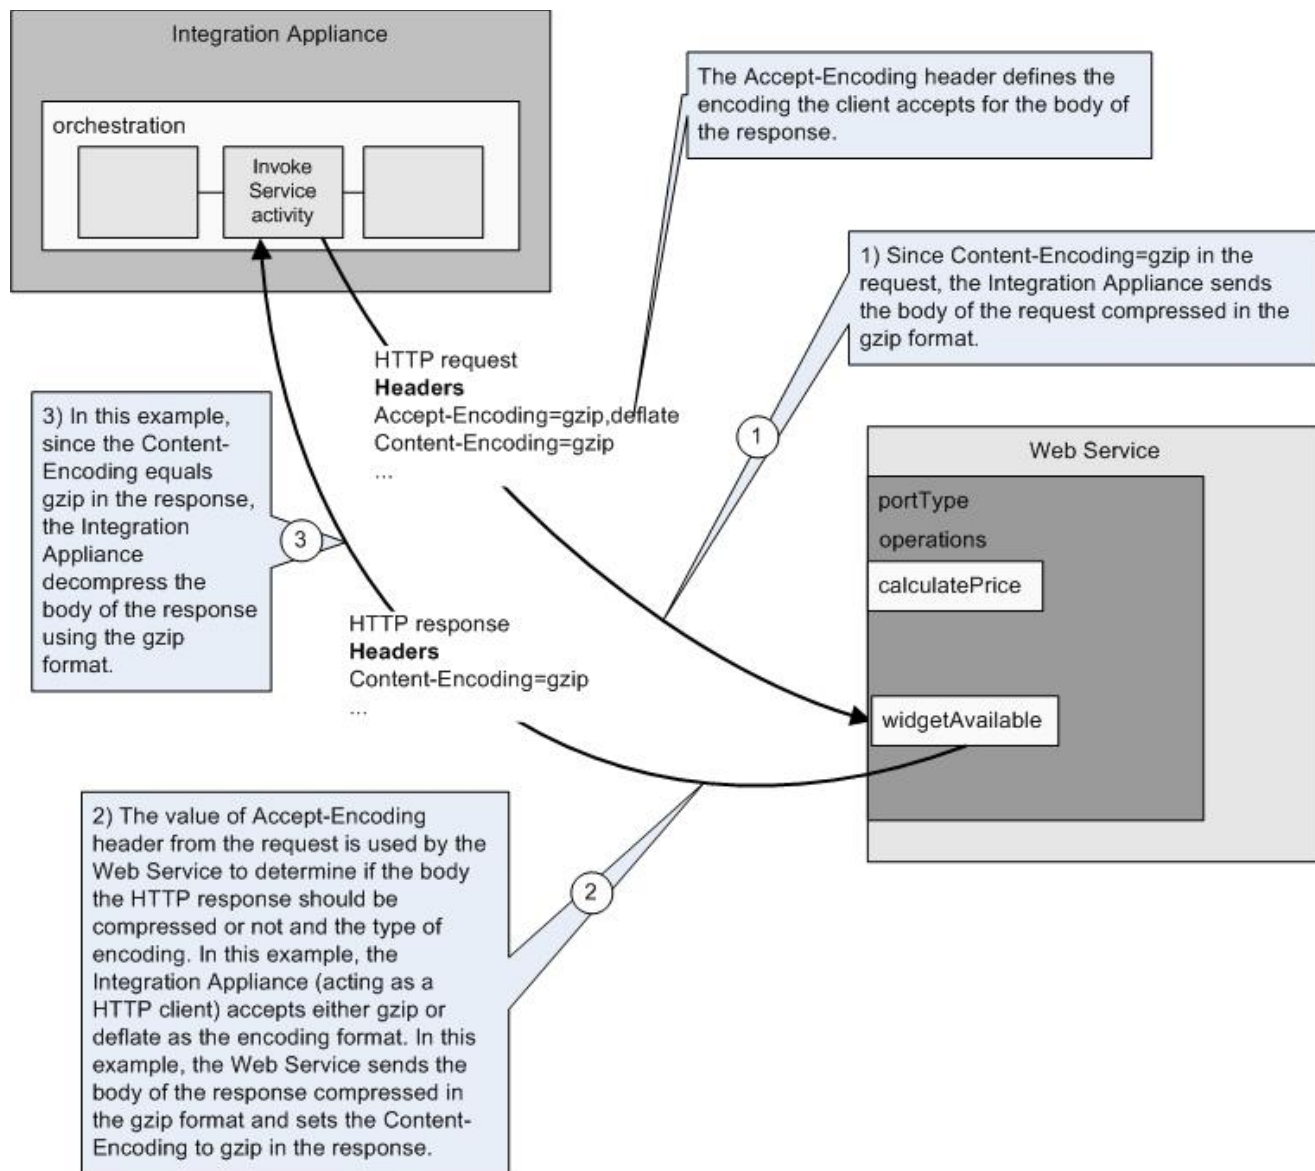 Integration Appliance
orchestration
Invoke
Service
activity
The Accept-Encoding header defines the
encoding the client accepts for the body of
the response.
1) Since Content-Encoding=gzip in the
request, the Integration Appliance sends
the body of the request compressed in the
gzip format.
HTTP request
Headers
Accept-Encoding=gzip,deflate
Content-Encoding=gzip
...
1
3) In this example,
since the Content-
Encoding equals
gzip in the response,
the Integration
Appliance
decompress the
body of the response
using the gzip
format.
3
Web Service
portType
operations
calculatePrice
widgetAvailable
HTTP response
Headers
Content-Encoding=gzip
...
2) The value of Accept-Encoding
header from the request is used by the
Web Service to determine if the body
the HTTP response should be
compressed or not and the type of
encoding. In this example, the
Integration Appliance (acting as a
HTTP client) accepts either gzip or
deflate as the encoding format. In this
example, the Web Service sends the
body of the response compressed in
the gzip format and sets the Content-
Encoding to gzip in the response.
2